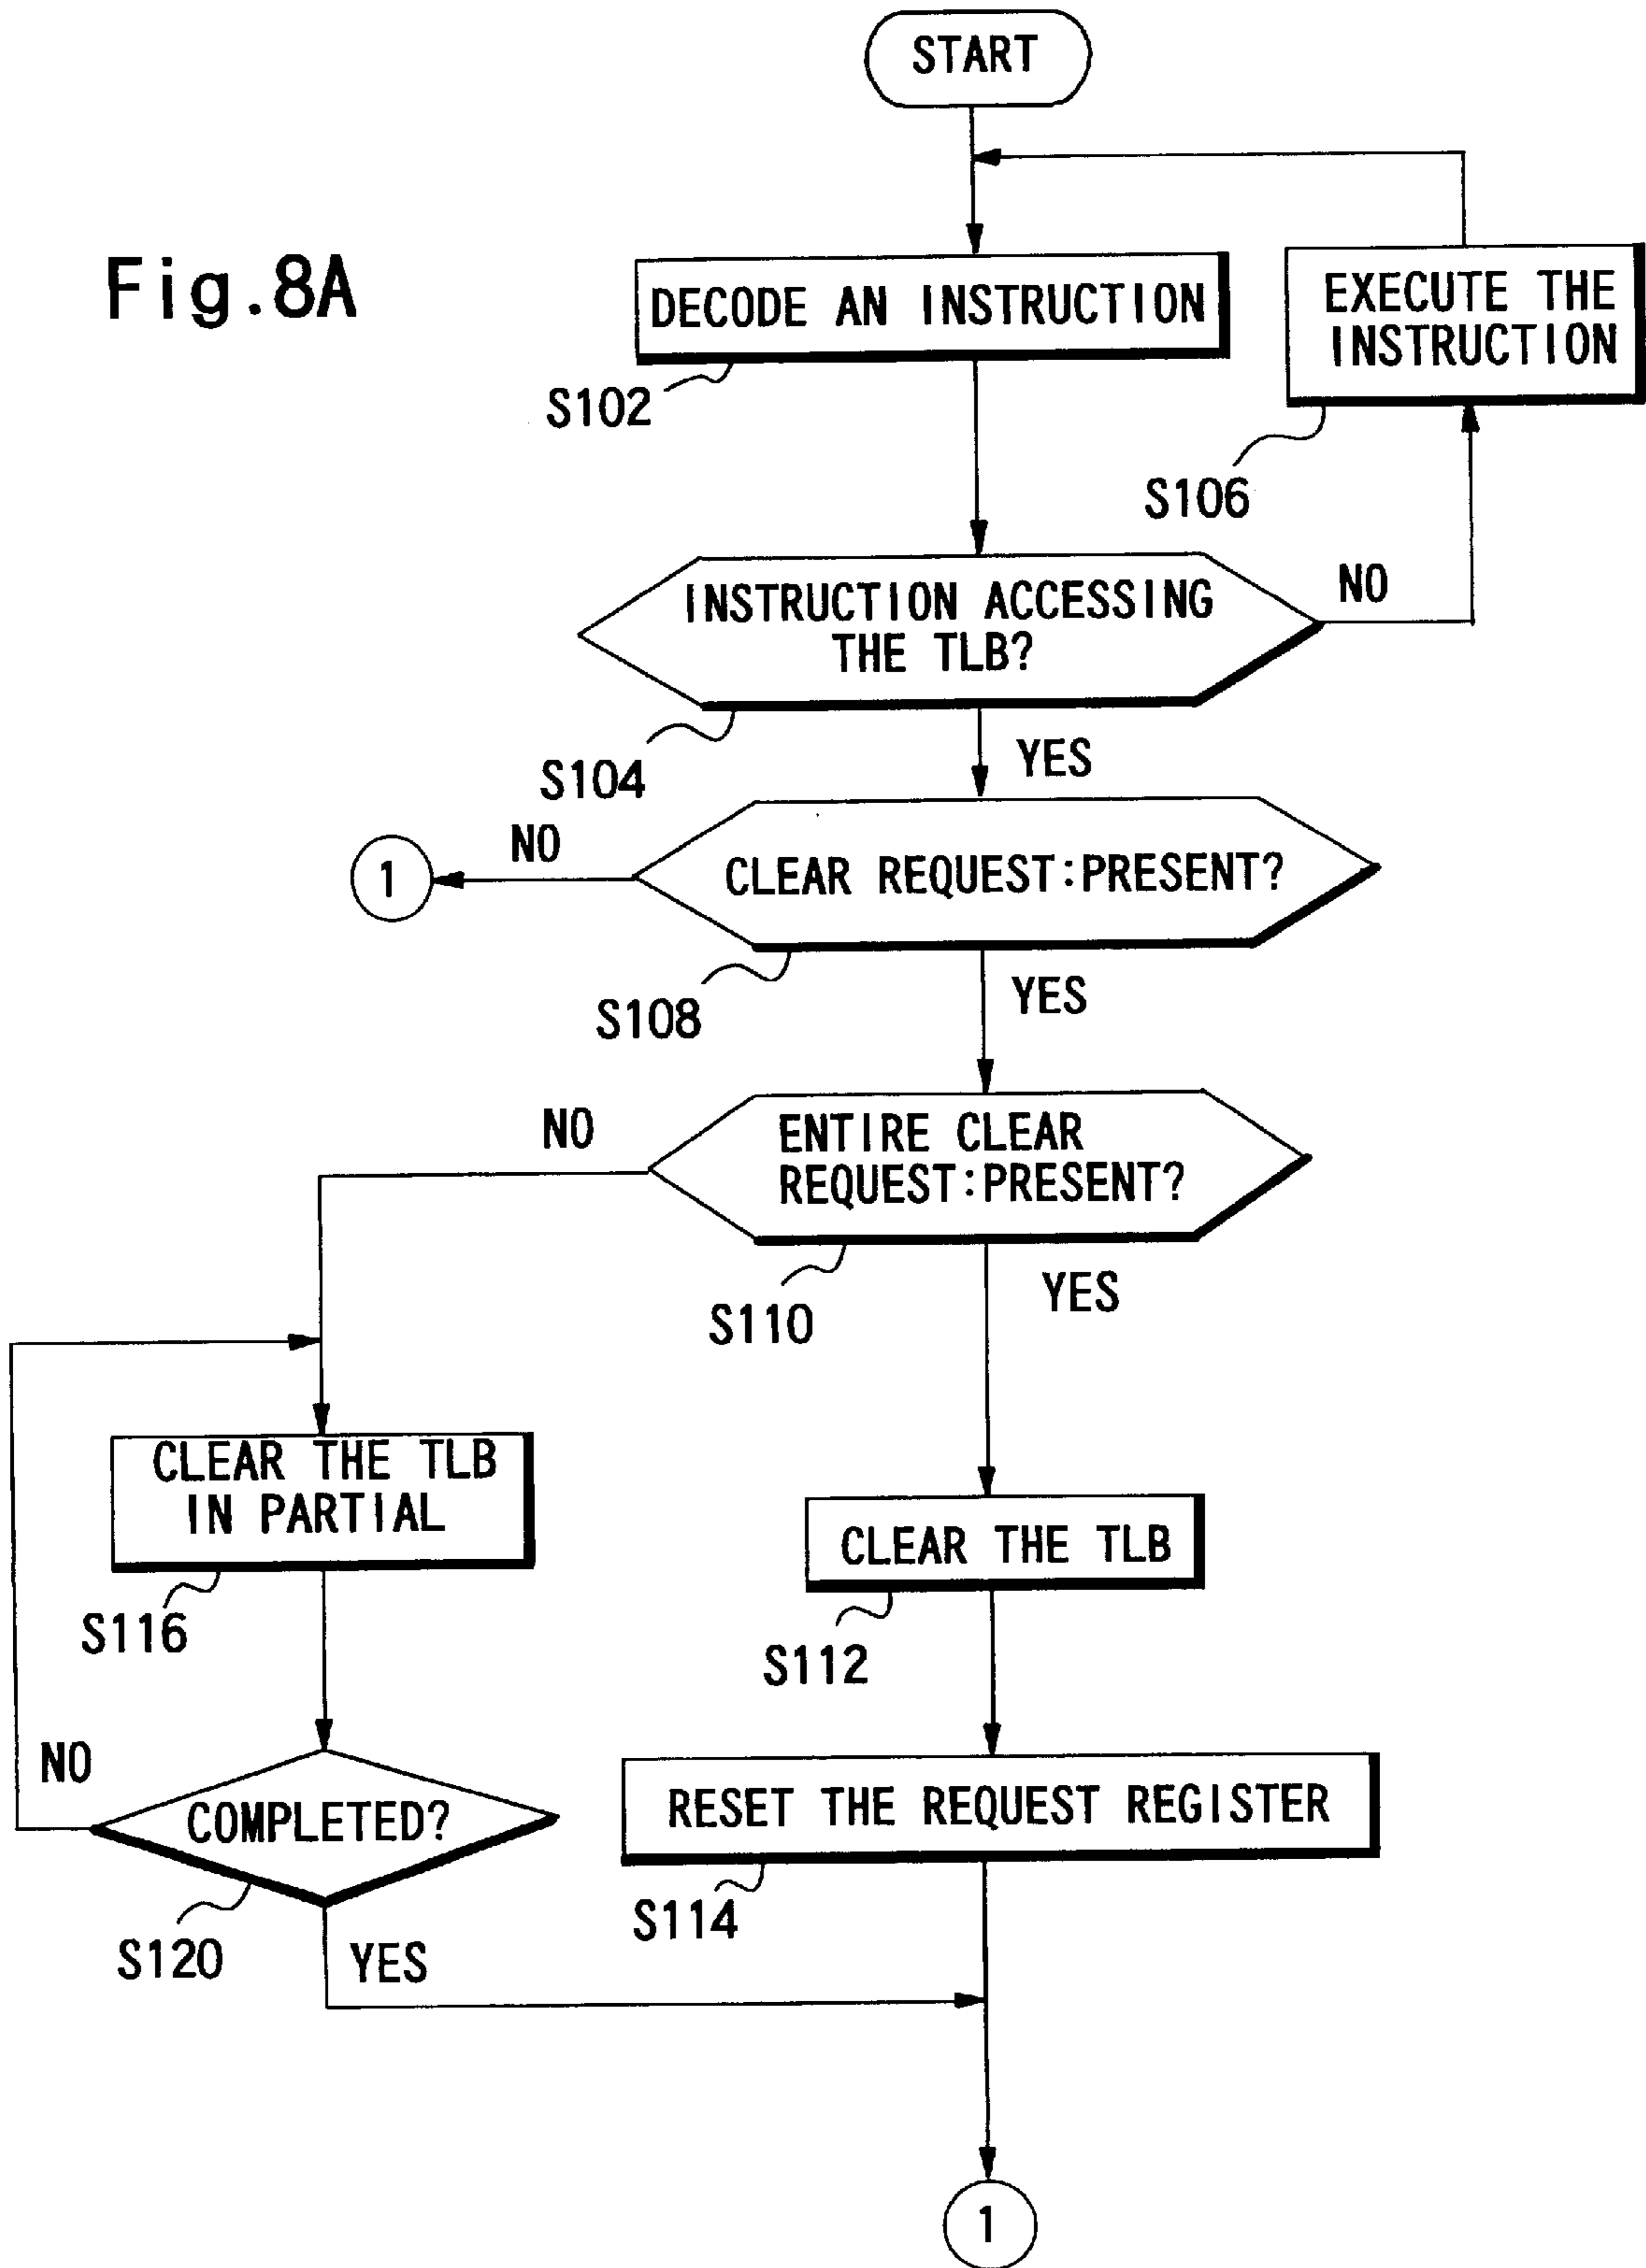 START
Fig.8A
DECODE AN INSTRUCTION
EXECUTE THE
INSTRUCTION
S102
S106
INSTRUCTION ACCESSING
THE TLB?
NO
S104
YES
NO
1
CLEAR REQUEST:PRESENT?
S108
YES
NO
ENTIRE CLEAR
REQUEST:PRESENT?
S110
YES
CLEAR THE TLB
IN PARTIAL
CLEAR THE TLB
S116
S112
NO
COMPLETED?
RESET THE REQUEST REGISTER
S114
S120
YES
1